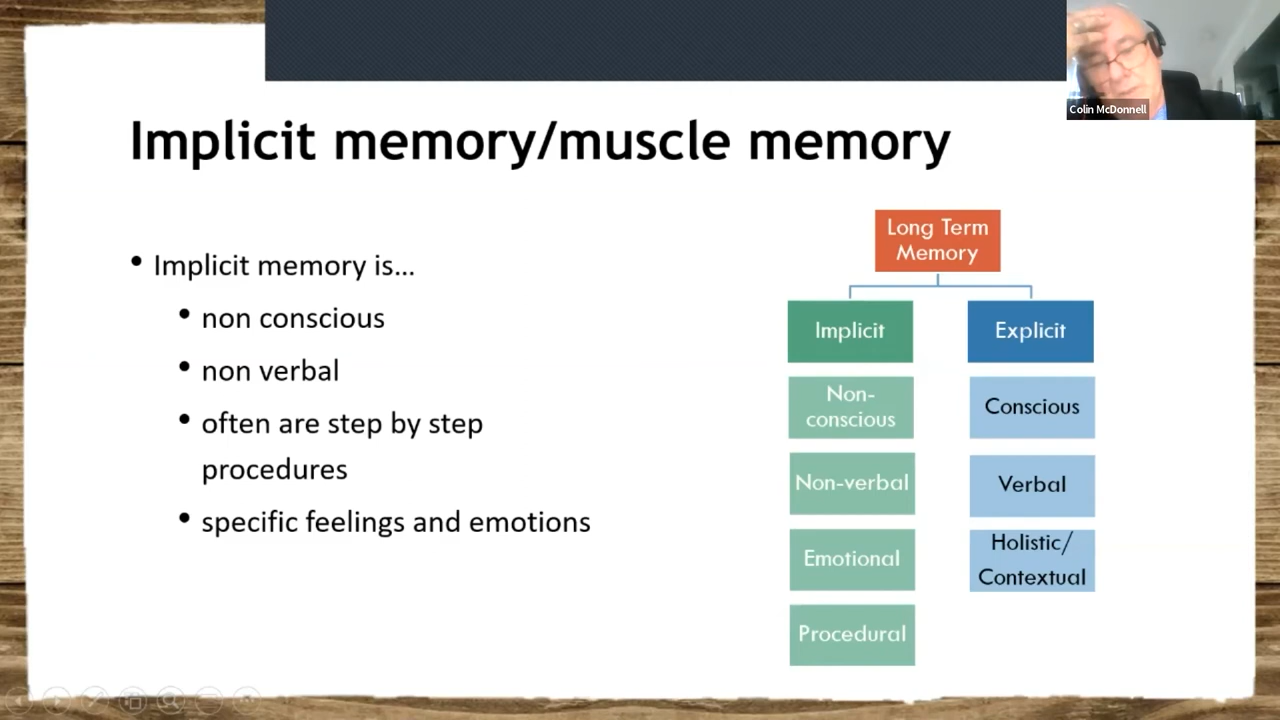 Colin McDonnell
Implicit memory/muscle memory
• Implicit memory is...
• non conscious
• non verbal
• often are step by step
procedures
• specific feelings and emotions
Long Term
Memory
Implicit
Explicit
Non-
conscious
Conscious
Non-verbal
Verbal
Emotional
Holistic/
Contextual
Procedural